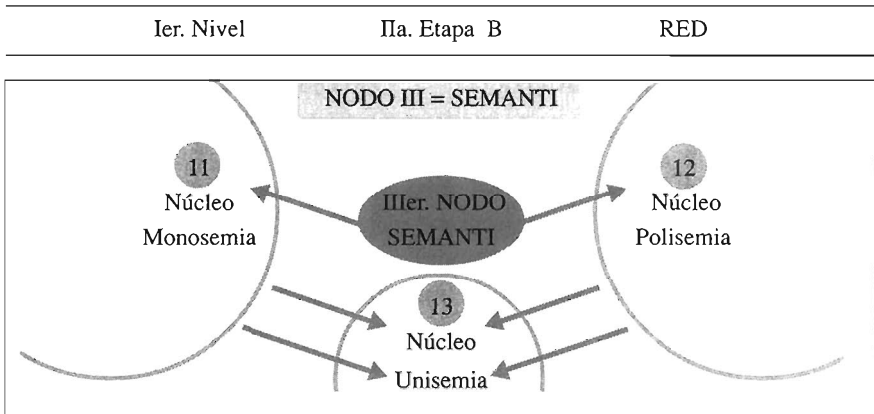 Ier. Nivel IIa. Etapa B RED
NODO III = SEMANTI
11
Núcleo
Monosemia
IIIer. NODO
SEMANTI
12
Núcleo
Polisemia
13
Núcleo
Unisemia